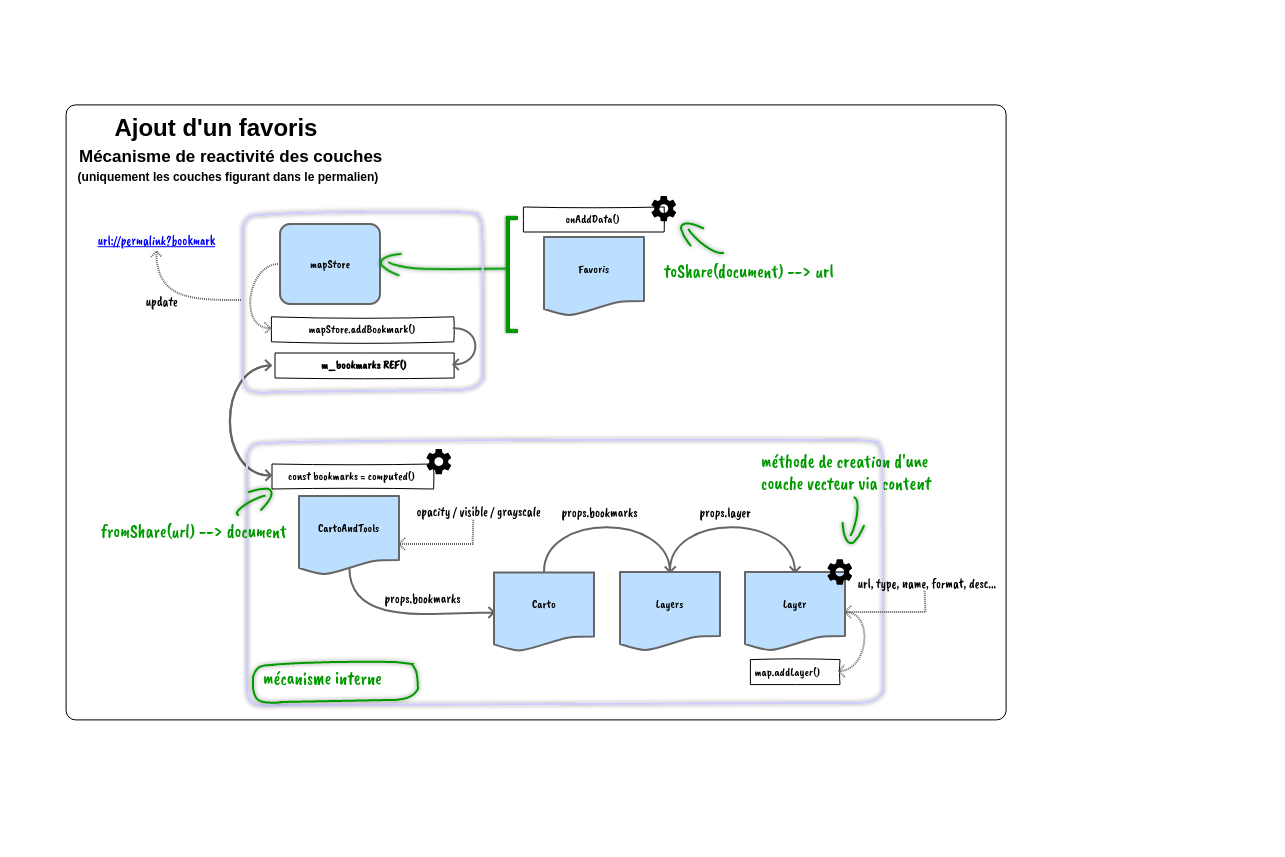 Ajout d'un favoris
Mécanisme de reactivité des couches
(uniquement les couches figurant dans le permalien)
onAddData()
url://permalink?bookmark
mapStore
Favoris
toShare(document) --> url
update
mapStore.addBookmark()
m_bookmarks REF()
const bookmarks = computed()
méthode de creation d'une
couche vecteur via content
fromShare(url) --> document
CartoAndTools
opacity / visible / grayscale
props.bookmarks
props.layer
url, type, name, format, desc...
props.bookmarks
Carto
Layers
Layer
mécanisme interne
map.addLayer()